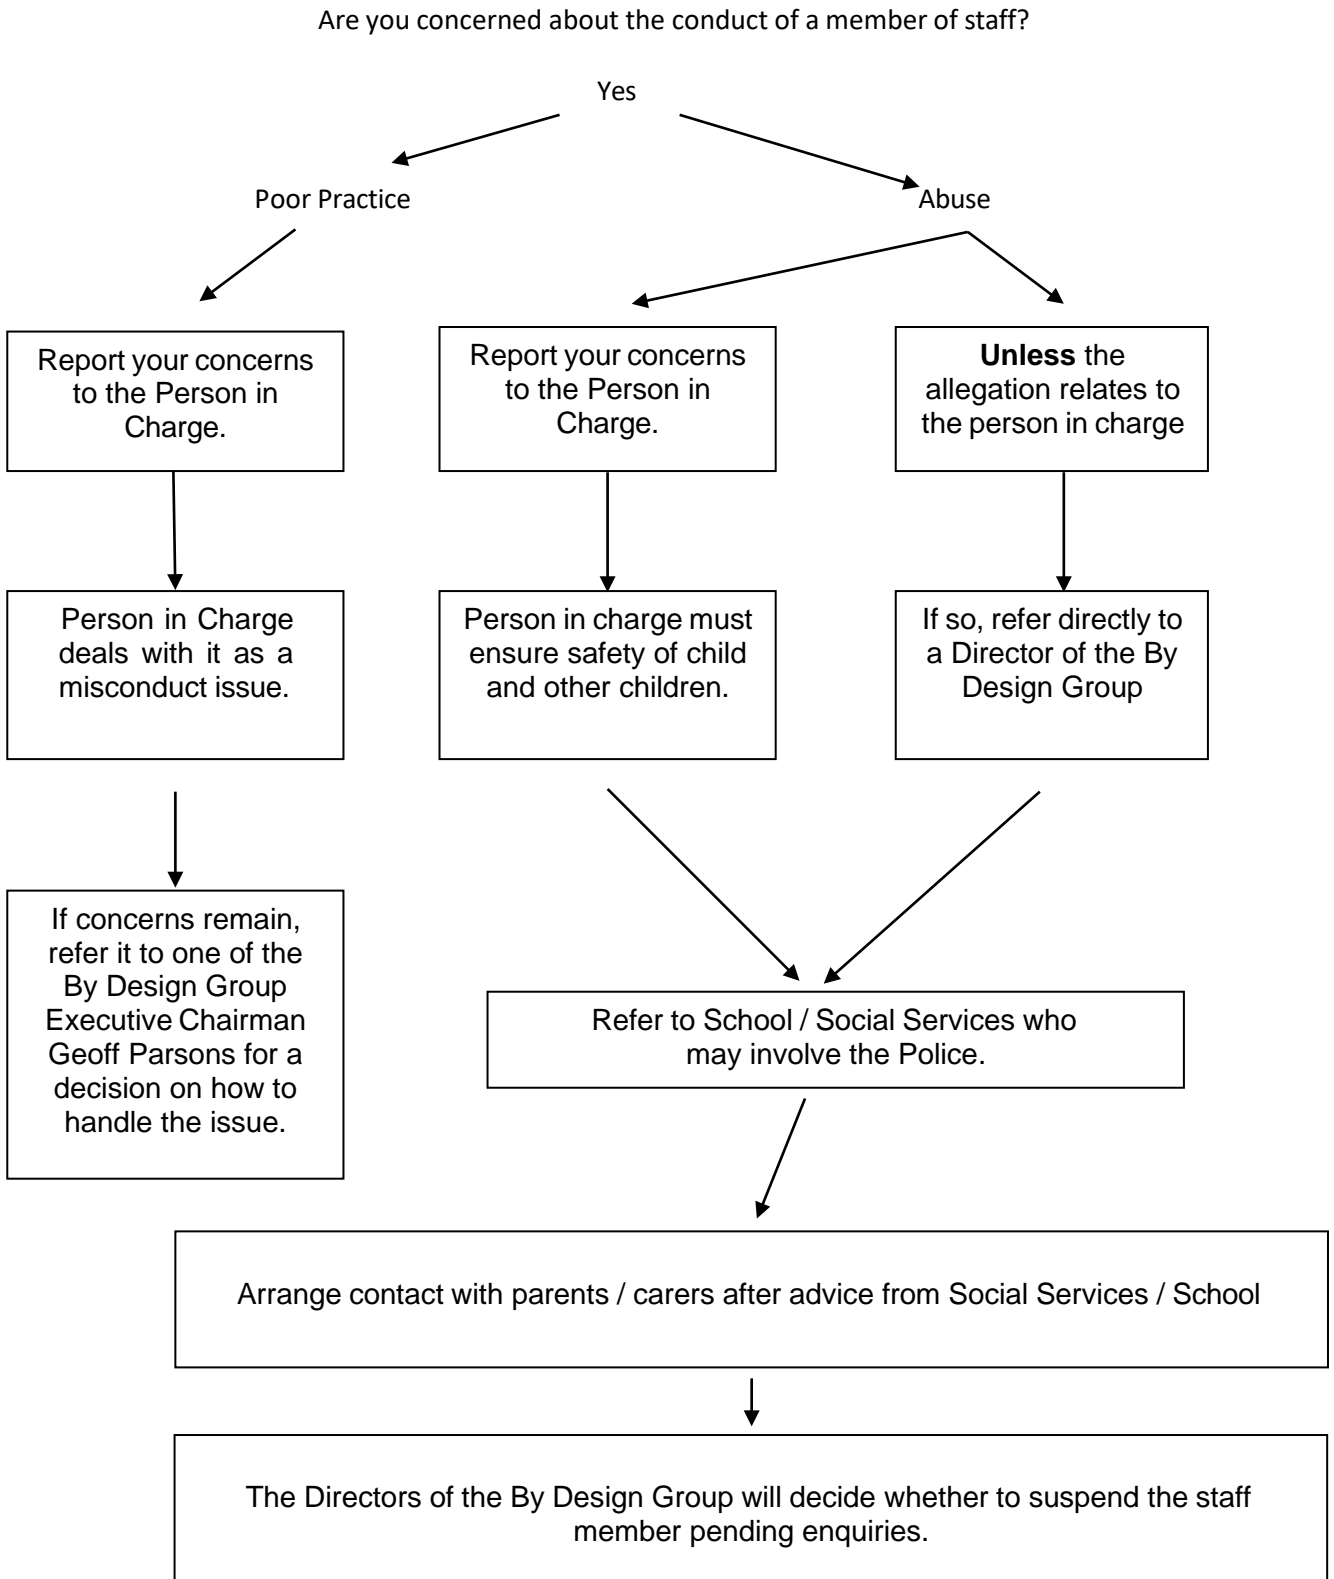 Are you concerned about the conduct of a member of staff?
Yes
Poor Practice
Abuse
Report your concerns
to the Person in
Charge.
Report your concerns
to the Person in
Charge.
Unless the
allegation relates to
the person in charge
Person in Charge
deals with it as a
misconduct issue.
Person in charge must
ensure safety of child
and other children.
If so, refer directly to
a Director of the By
Design Group
If concerns remain,
refer it to one of the
By Design Group
Executive Chairman
Geoff Parsons for a
decision on how to
handle the issue.
Refer to School / Social Services who
may involve the Police.
Arrange contact with parents / carers after advice from Social Services / School
The Directors of the By Design Group will decide whether to suspend the staff
member pending enquiries.